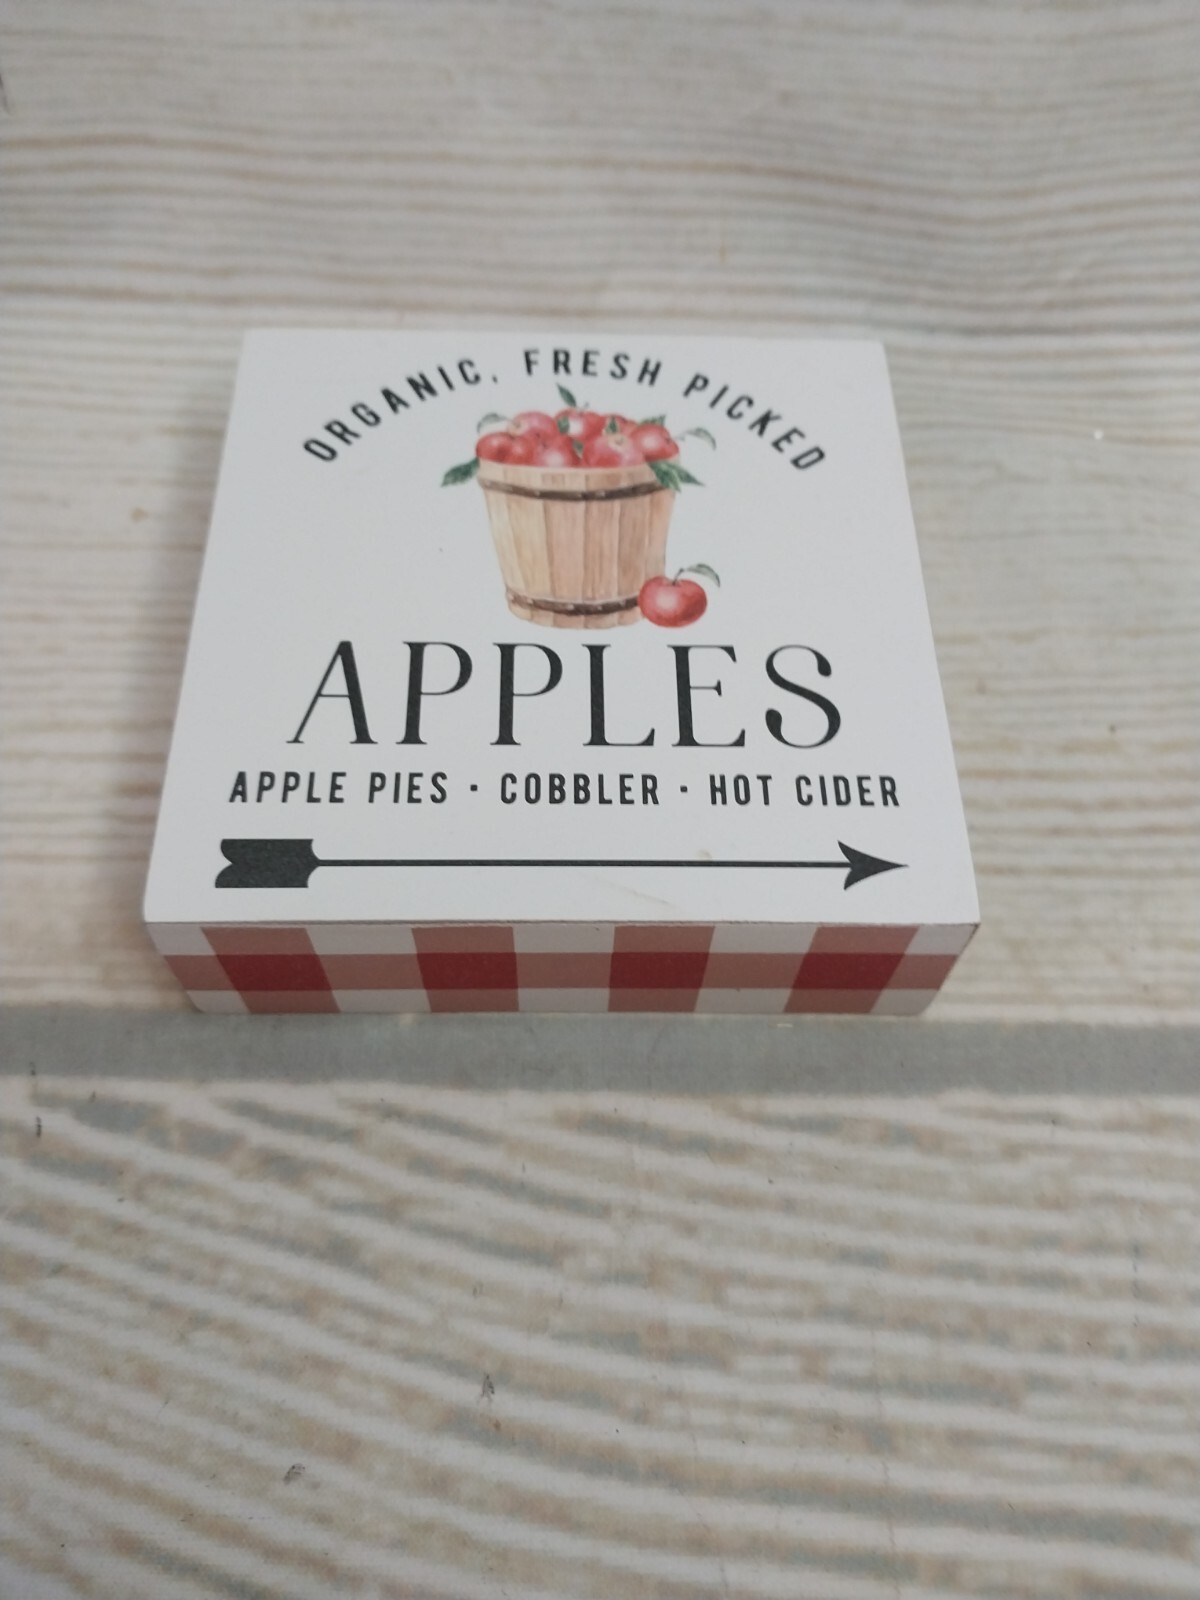 ORGANIC, FRESH PICKED
APPLES
APPLE PIES · COBBLER · HOT CIDER